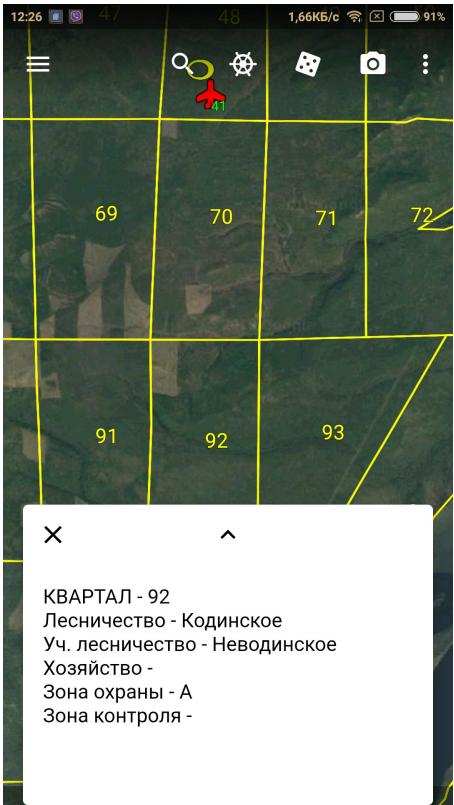 12:26 1,66КБ/с 91%
47 48
41
69 70 71 72
91 92 93
КВАРТАЛ - 92
Лесничество - Кодинское
Уч. лесничество - Неводинское
Хозяйство -
Зона охраны - А
Зона контроля -